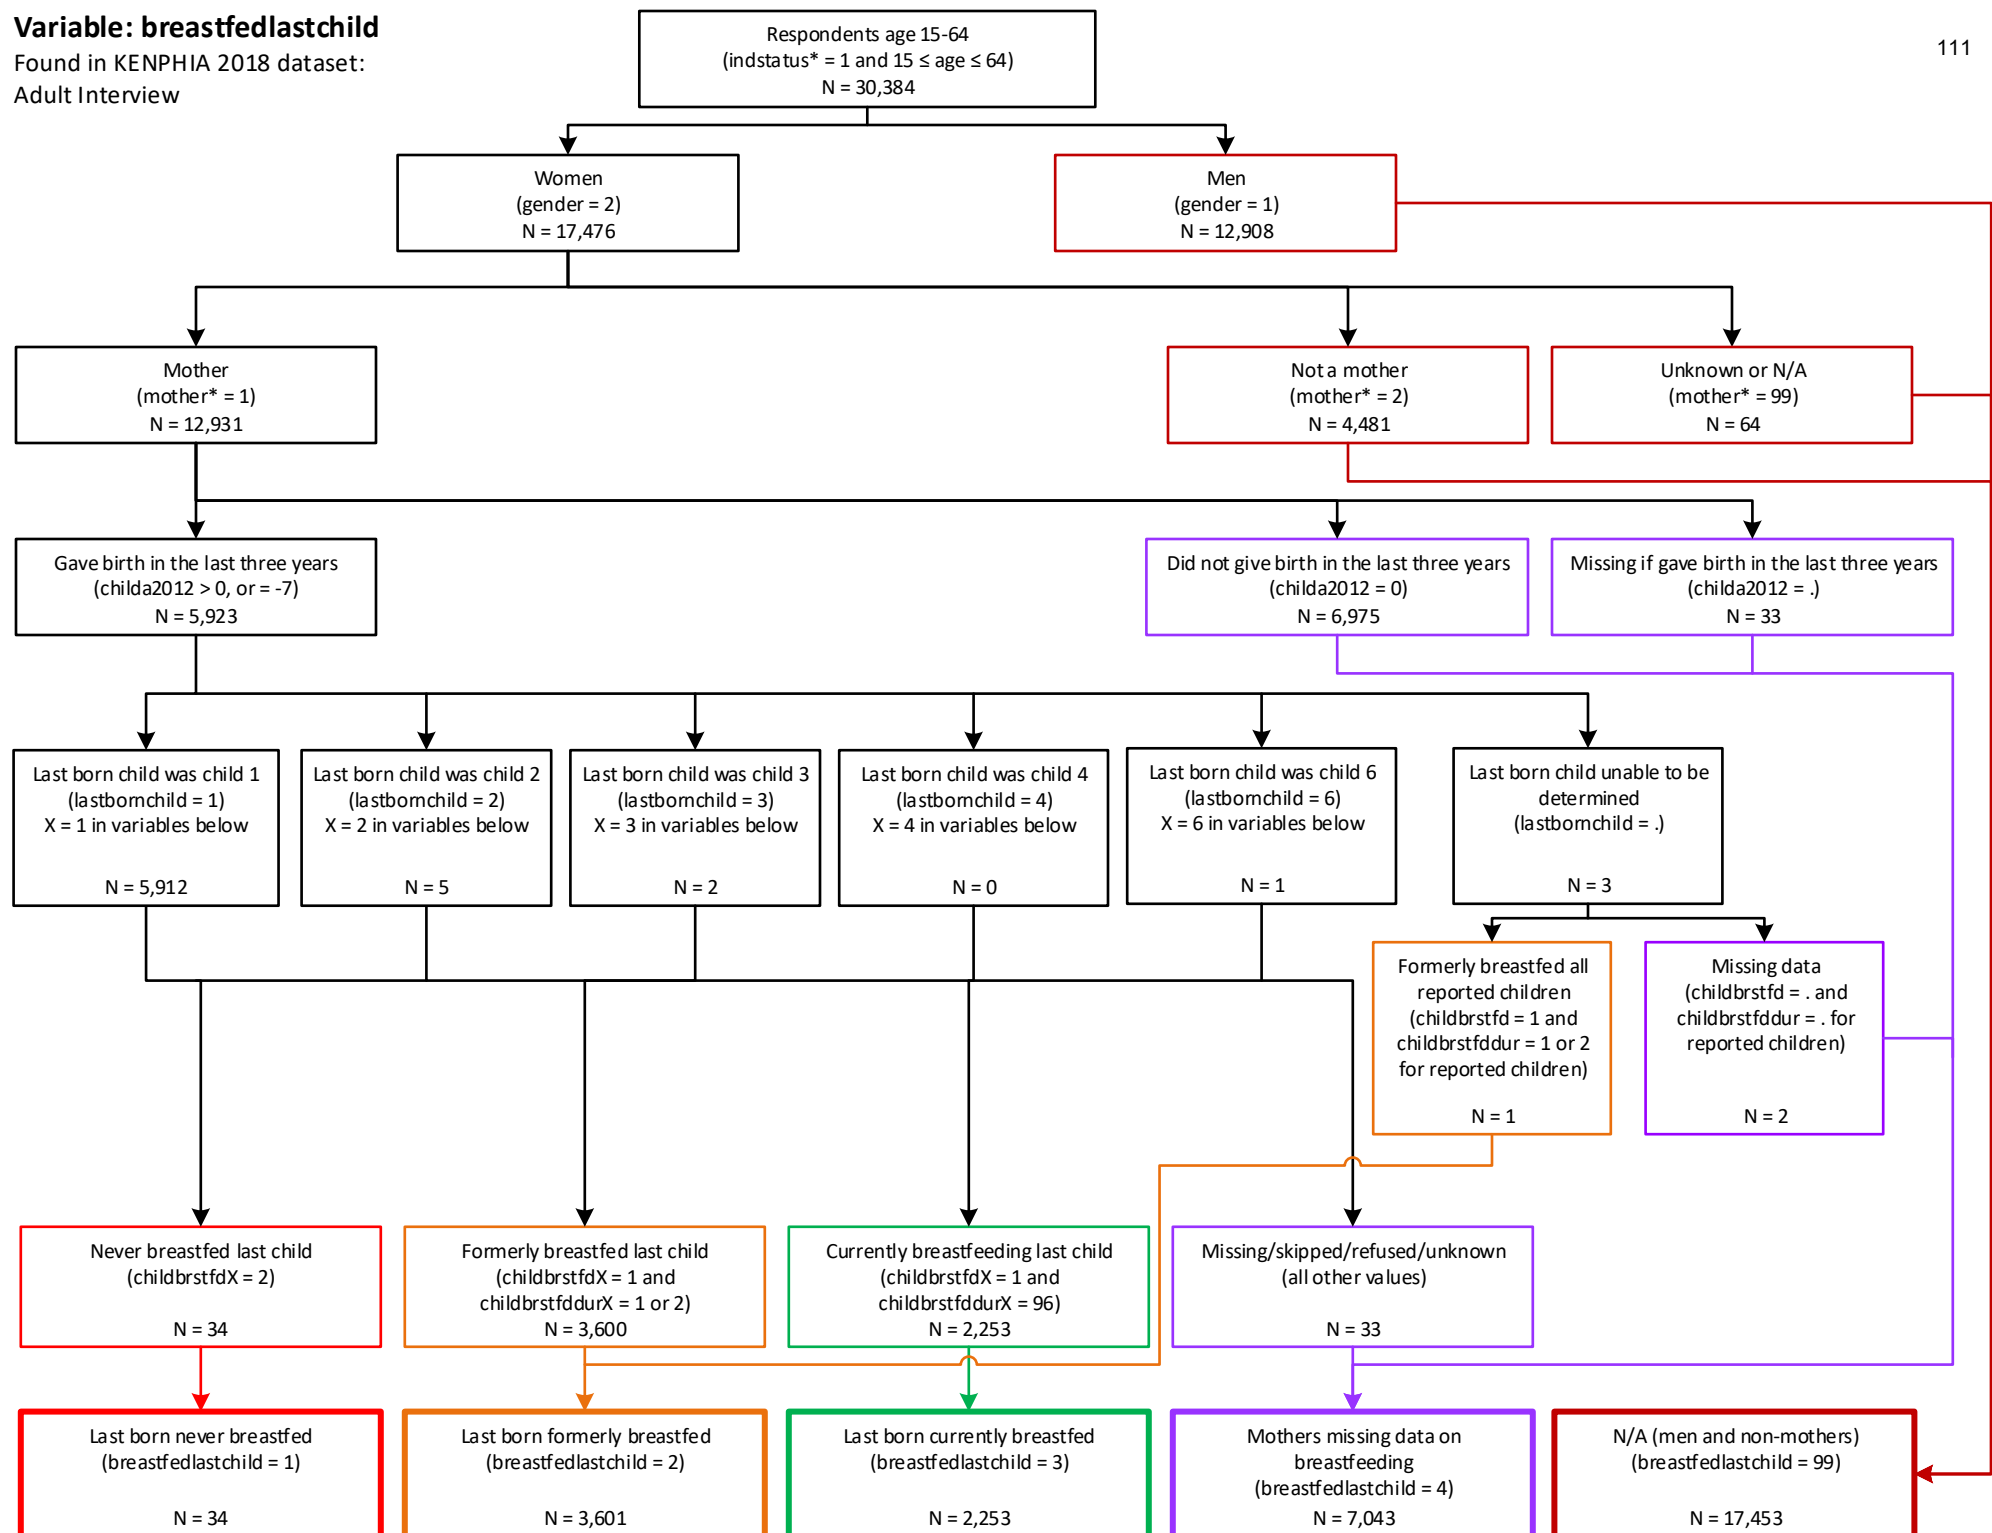 Variable: breastfedlastchild
Found in KENPHIA 2018 dataset:
Adult Interview
111
Respondents age 15-64
(indstatus* = 1 and 15 ≤ age ≤ 64)
N = 30,384
Women
(gender = 2)
N = 17,476
Men
(gender = 1)
N = 12,908
Mother
(mother* = 1)
N = 12,931
Not a mother
(mother* = 2)
N = 4,481
Unknown or N/A
(mother* = 99)
N = 64
Gave birth in the last three years
(childa2012 > 0, or = -7)
N = 5,923
Did not give birth in the last three years
(childa2012 = 0)
N = 6,975
Missing if gave birth in the last three years
(childa2012 = .)
N = 33
Last born child was child 1
(lastbornchild = 1)
X = 1 in variables below
N = 5,912
Last born child was child 2
(lastbornchild = 2)
X = 2 in variables below
N = 5
Last born child was child 3
(lastbornchild = 3)
X = 3 in variables below
N = 2
Last born child was child 4
(lastbornchild = 4)
X = 4 in variables below
N = 0
Last born child was child 6
(lastbornchild = 6)
X = 6 in variables below
N = 1
Last born child unable to be
determined
(lastbornchild = .)
N = 3
Formerly breastfed all
reported children
(childbrstfd = 1 and
childbrstfddur = 1 or 2
for reported children)
N = 1
Missing data
(childbrstfd = . and
childbrstfddur = . for
reported children)
N = 2
Never breastfed last child
(childbrstfdX = 2)
N = 34
Formerly breastfed last child
(childbrstfdX = 1 and
childbrstfddurX = 1 or 2)
N = 3,600
Currently breastfeeding last child
(childbrstfdX = 1 and
childbrstfddurX = 96)
N = 2,253
Missing/skipped/refused/unknown
(all other values)
N = 33
Last born never breastfed
(breastfedlastchild = 1)
N = 34
Last born formerly breastfed
(breastfedlastchild = 2)
N = 3,601
Last born currently breastfed
(breastfedlastchild = 3)
N = 2,253
Mothers missing data on
breastfeeding
(breastfedlastchild = 4)
N = 7,043
N/A (men and non-mothers)
(breastfedlastchild = 99)
N = 17,453